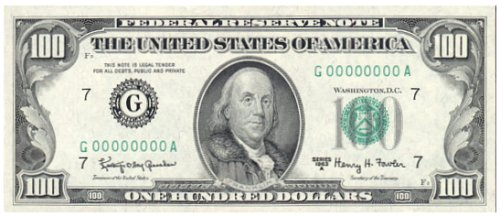 FEDERAL RESERVE NOTE
100 THE UNITED STATES OF AMERICA 100
THIS NOTE IS LEGAL TENDER
FOR ALL DEBTS, PUBLIC AND PRIVATE
G 00000000 A
7 G WASHINGTON, D.C. 7
100
G 00000000 A
7 7
SERIES
1963
A
Henry H. Fowler
Treasurer of the United States
Secretary of the Treasury
100 100 ONE HUNDRED DOLLARS 100 100